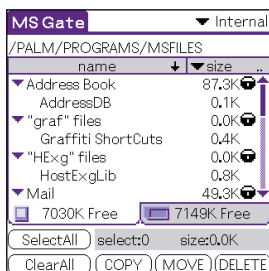 MS Gate Internal
/PALM/PROGRAMS/MSFILES
name size ..
Address Book 87.3K
AddressDB 0.1K
"graf" files 0.0K
Graffiti ShortCuts 0.4K
"HExg" files 0.0K
HostExgLib 0.8K
Mail 49.3K
7030K Free 7149K Free
SelectAll select:0 size:0.0K
ClearAll COPY MOVE DELETE